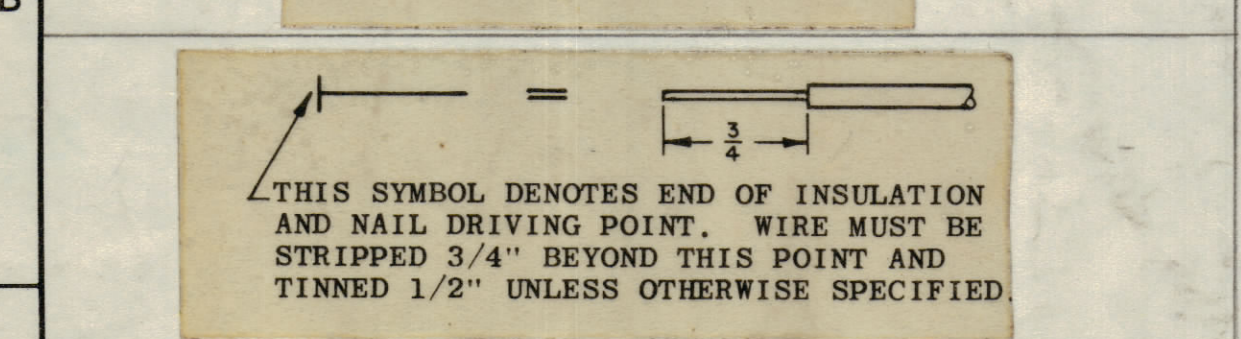 B
3
4
THIS SYMBOL DENOTES END OF INSULATION
AND NAIL DRIVING POINT. WIRE MUST BE
STRIPPED 3/4" BEYOND THIS POINT AND
TINNED 1/2" UNLESS OTHERWISE SPECIFIED.